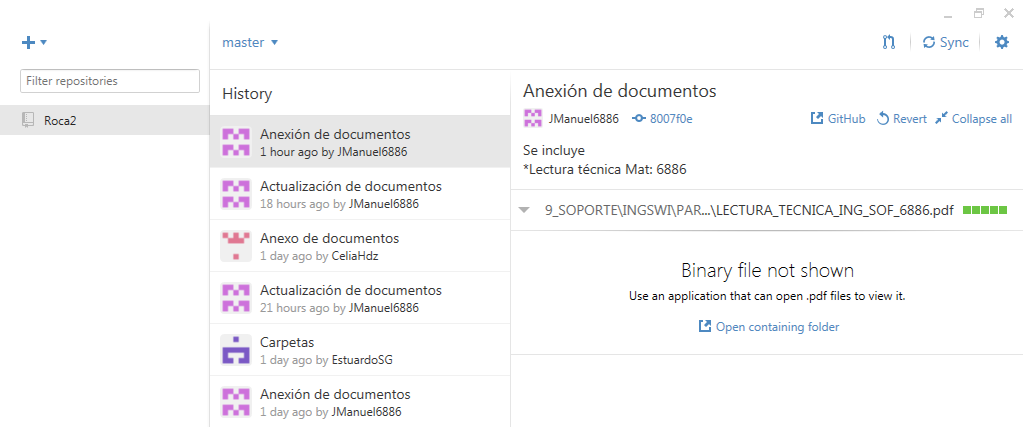 master
Sync
Filter repositories
Roca2
History
Anexión de documentos
1 hour ago by JManuel6886
Actualización de documentos
18 hours ago by JManuel6886
Anexo de documentos
1 day ago by CeliaHdz
Actualización de documentos
21 hours ago by JManuel6886
Carpetas
1 day ago by EstuardoSG
Anexión de documentos
1 day ago by JManuel6886
Anexión de documentos
JManuel6886 8007f0e GitHub Revert Collapse all
Se incluye
*Lectura técnica Mat: 6886
9_SOPORTE\INGSWI\PAR...\LECTURA_TECNICA_ING_SOF_6886.pdf
Binary file not shown
Use an application that can open .pdf files to view it.
Open containing folder